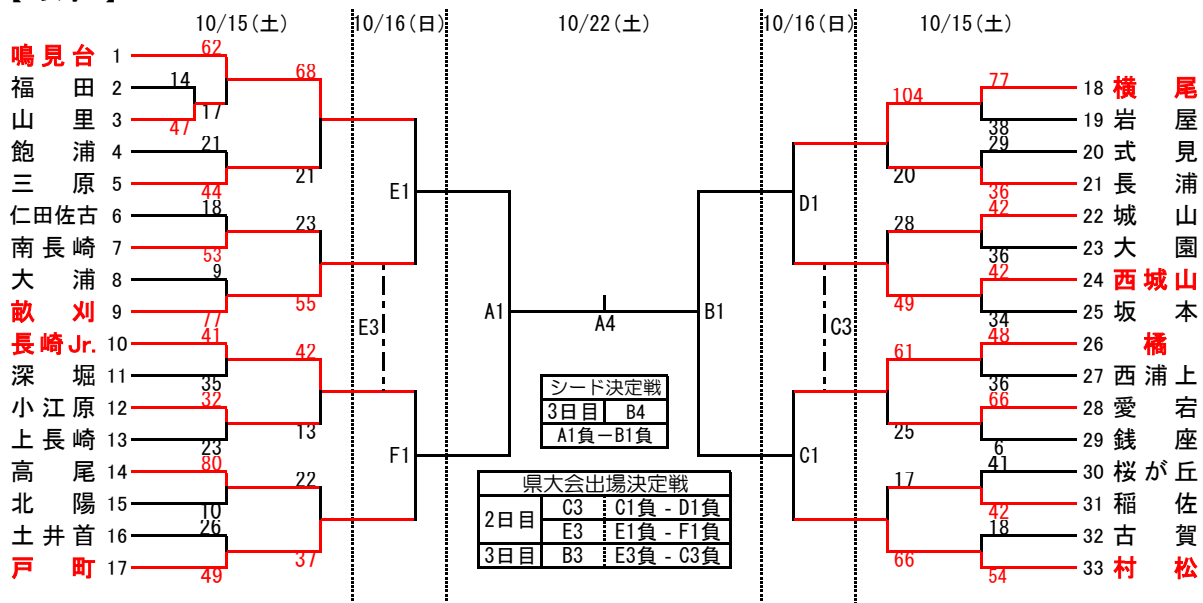 10/15(土) 10/16(日) 10/22(土) 10/16(日) 10/15(土)
鳴見台 1 62
68
福田 2 14
17
山里 3 47
飽浦 4 21
21
三原 5 44
仁田佐古 6 18
23
南長崎 7 53
大浦 8 9
55
畝刈 9 77
長崎Jr. 10 41
42
深堀 11 35
小江原 12 32
13
上長崎 13 23
高尾 14 80
22
北陽 15 10
土井首 16 26
37
戸町 17 49
E1
E3
F1
A1
A4
B1
D1
C3
C1
シード決定戦
3日目 B4
A1負－B1負
県大会出場決定戦
2日目 C3 C1負 - D1負
E3 E1負 - F1負
3日目 B3 E3負 - C3負
104 77 18 横尾
38 19 岩屋
29 20 式見
20 36 21 長浦
28 42 22 城山
36 23 大園
42 24 西城山
49 34 25 坂本
61 48 26 橘
36 27 西浦上
66 28 愛宕
25 6 29 銭座
17 41 30 桜が丘
42 31 稲佐
18 32 古賀
66 54 33 村松